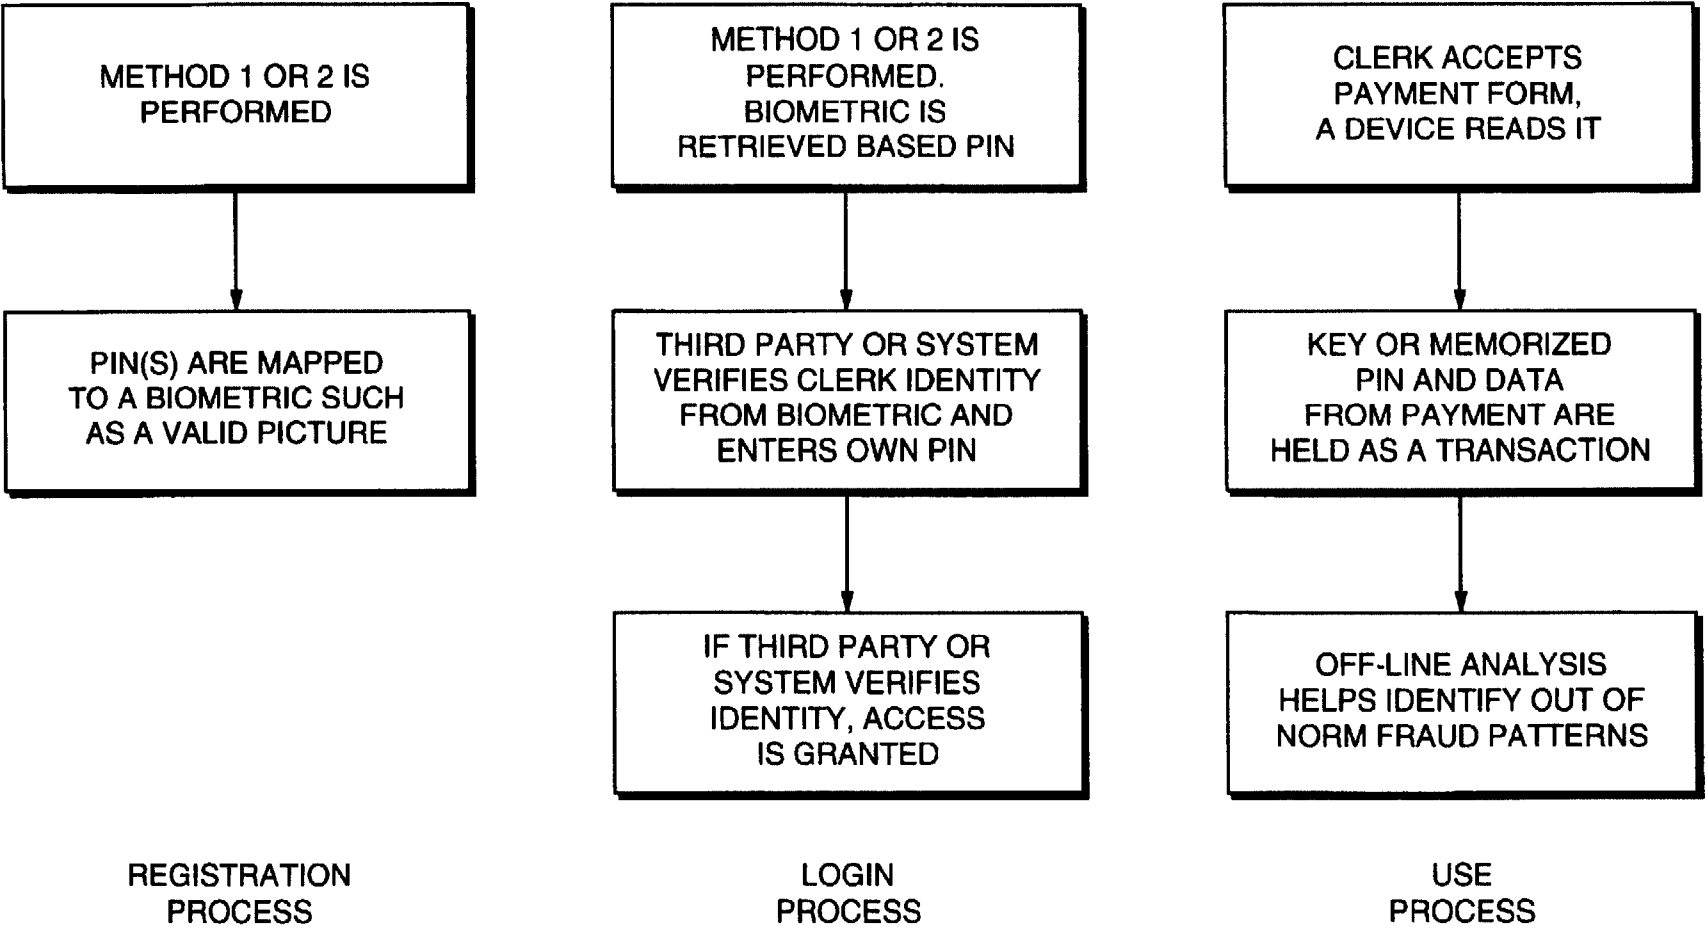 METHOD 1 OR 2 IS
PERFORMED
PIN(S) ARE MAPPED
TO A BIOMETRIC SUCH
AS A VALID PICTURE
REGISTRATION
PROCESS
METHOD 1 OR 2 IS
PERFORMED.
BIOMETRIC IS
RETRIEVED BASED PIN
THIRD PARTY OR SYSTEM
VERIFIES CLERK IDENTITY
FROM BIOMETRIC AND
ENTERS OWN PIN
IF THIRD PARTY OR
SYSTEM VERIFIES
IDENTITY, ACCESS
IS GRANTED
LOGIN
PROCESS
CLERK ACCEPTS
PAYMENT FORM,
A DEVICE READS IT
KEY OR MEMORIZED
PIN AND DATA
FROM PAYMENT ARE
HELD AS A TRANSACTION
OFF-LINE ANALYSIS
HELPS IDENTIFY OUT OF
NORM FRAUD PATTERNS
USE
PROCESS